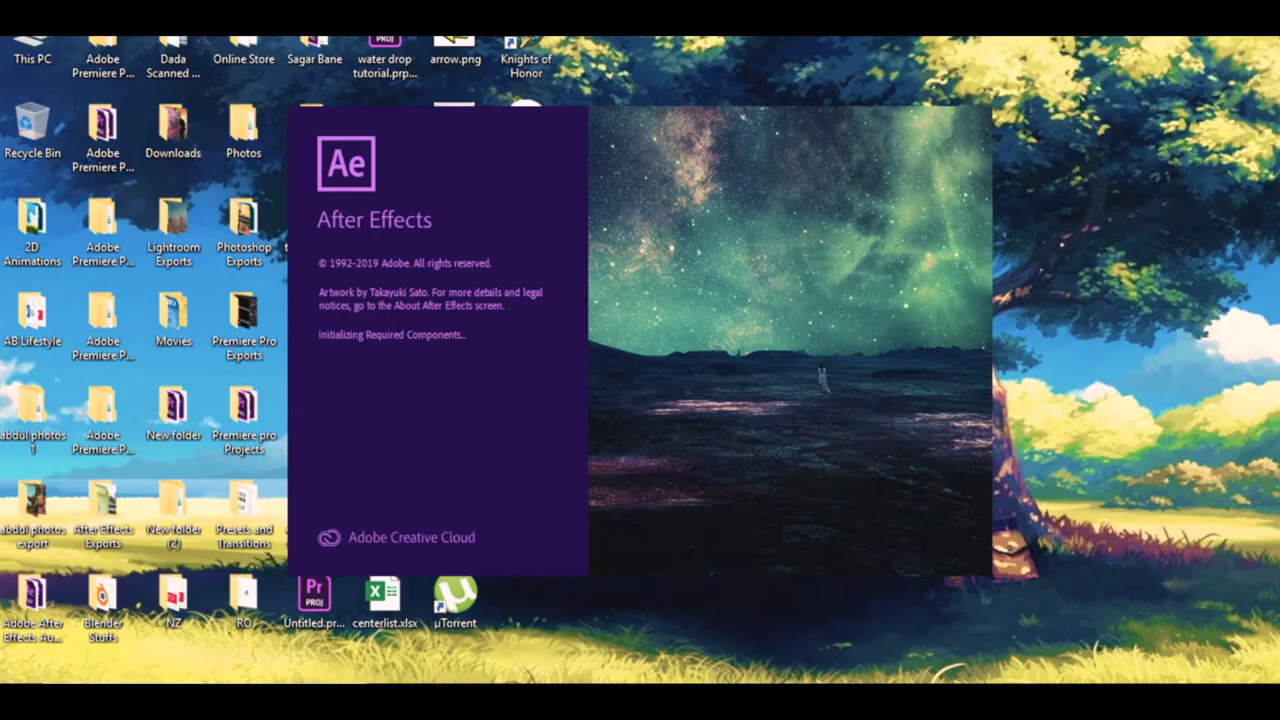 This PC
Adobe
Premiere P...
Dada
Scanned ...
Online Store
Sagar Bane
water drop
tutorial.prp...
arrow.png
Knights of
Honor
PROJ
Recycle Bin
Adobe
Premiere P...
Downloads
Photos
2D
Animations
Adobe
Premiere P...
Lightroom
Exports
Photoshop
Exports
AB Lifestyle
Adobe
Premiere P...
Movies
Premiere Pro
Exports
abdul photos
1
Adobe
Premiere P...
New folder
Premiere pro
Projects
abdul photos
export
After Effects
Exports
New folder
(2)
Presets and
Transitions
Adobe After
Effects Au...
Blender
Stuffs
NZ
RO
Pr
PROJ
Untitled.pr...
centerlist.xlsx
µTorrent
Ae
After Effects
© 1992-2019 Adobe. All rights reserved.
Artwork by Takayuki Sato. For more details and legal
notices, go to the About After Effects screen.
Initializing Required Components...
Adobe Creative Cloud